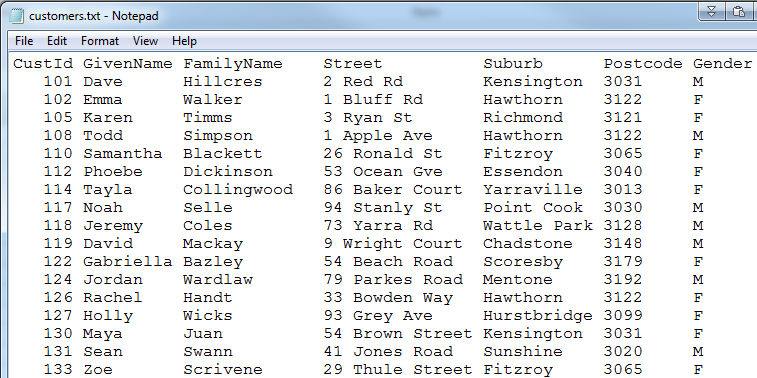 customers.txt - Notepad
File Edit Format View Help
CustId GivenName FamilyName Street Suburb Postcode Gender
101 Dave Hillcres 2 Red Rd Kensington 3031 M
102 Emma Walker 1 Bluff Rd Hawthorn 3122 F
105 Karen Timms 3 Ryan St Richmond 3121 F
108 Todd Simpson 1 Apple Ave Hawthorn 3122 M
110 Samantha Blackett 26 Ronald St Fitzroy 3065 F
112 Phoebe Dickinson 53 Ocean Gve Essendon 3040 F
114 Tayla Collingwood 86 Baker Court Yarraville 3013 F
117 Noah Selle 94 Stanly St Point Cook 3030 M
118 Jeremy Coles 73 Yarra Rd Wattle Park 3128 M
119 David Mackay 9 Wright Court Chadstone 3148 M
122 Gabriella Bazley 54 Beach Road Scoresby 3179 F
124 Jordan Wardlaw 79 Parkes Road Mentone 3192 M
126 Rachel Handt 33 Bowden Way Hawthorn 3122 F
127 Holly Wicks 93 Grey Ave Hurstbridge 3099 F
130 Maya Juan 54 Brown Street Kensington 3031 F
131 Sean Swann 41 Jones Road Sunshine 3020 M
133 Zoe Scrivene 29 Thule Street Fitzroy 3065 F